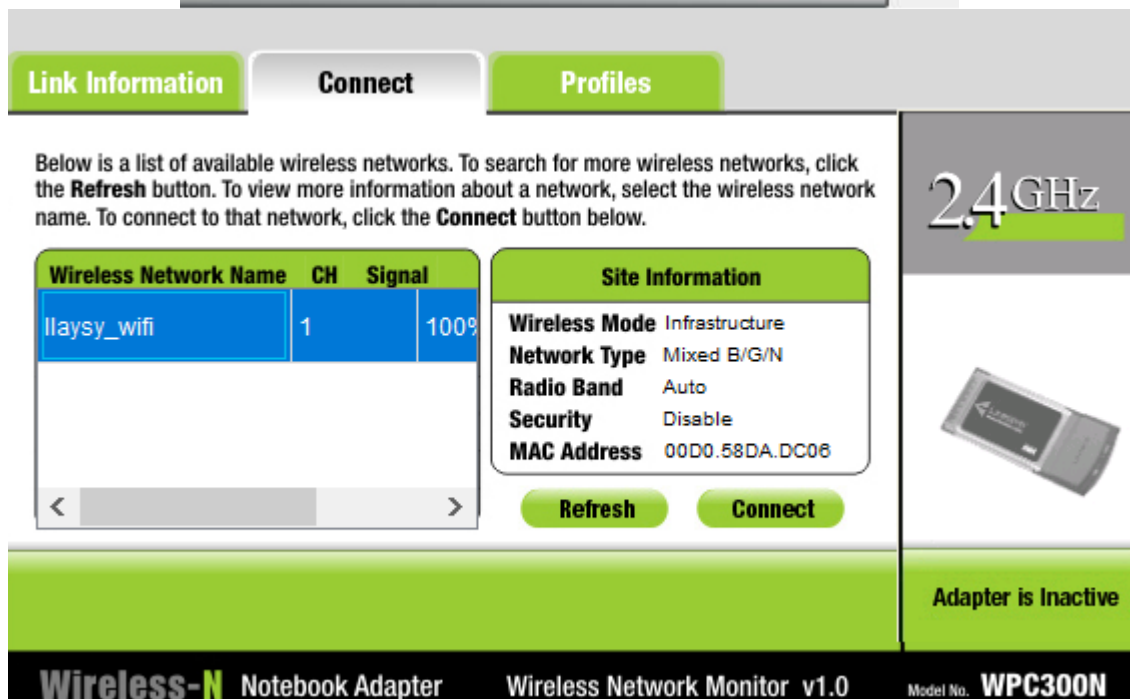 Link Information Connect Profiles
Below is a list of available wireless networks. To search for more wireless networks, click
the Refresh button. To view more information about a network, select the wireless network
name. To connect to that network, click the Connect button below.
2.4GHz
Wireless Network Name CH Signal
llaysy_wifi 1 100%
Site Information
Wireless Mode Infrastructure
Network Type Mixed B/G/N
Radio Band Auto
Security Disable
MAC Address 00D0.58DA.DC06
Refresh Connect
Adapter is Inactive
Wireless-N Notebook Adapter Wireless Network Monitor v1.0 Model No. WPC300N